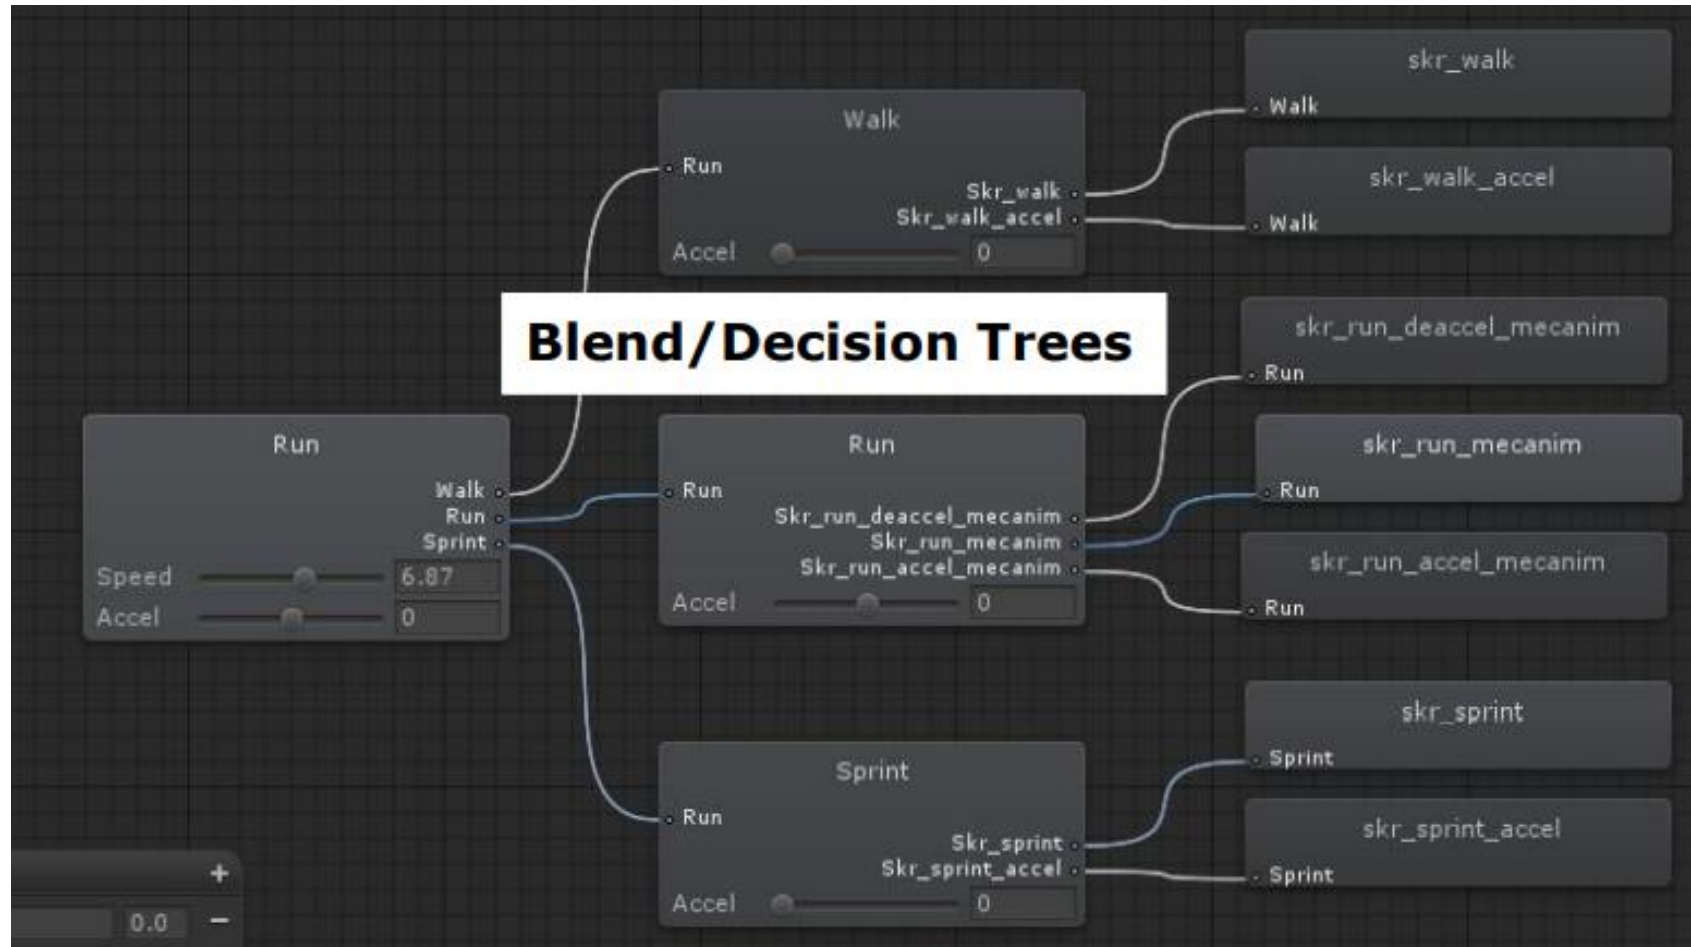 skr_walk
Walk
Walk
Run
Skr_walk
Skr_walk_accel
Accel 0
skr_walk_accel
Walk
Blend/Decision Trees
skr_run_deaccel_mecanim
Run
Run
Walk
Run
Sprint
Speed 6.87
Accel 0
Run
Run
Skr_run_deaccel_mecanim
Skr_run_mecanim
Skr_run_accel_mecanim
Accel 0
skr_run_mecanim
Run
skr_run_accel_mecanim
Run
Sprint
Run
Skr_sprint
Skr_sprint_accel
Accel 0
skr_sprint
Sprint
skr_sprint_accel
Sprint
+
0.0 −